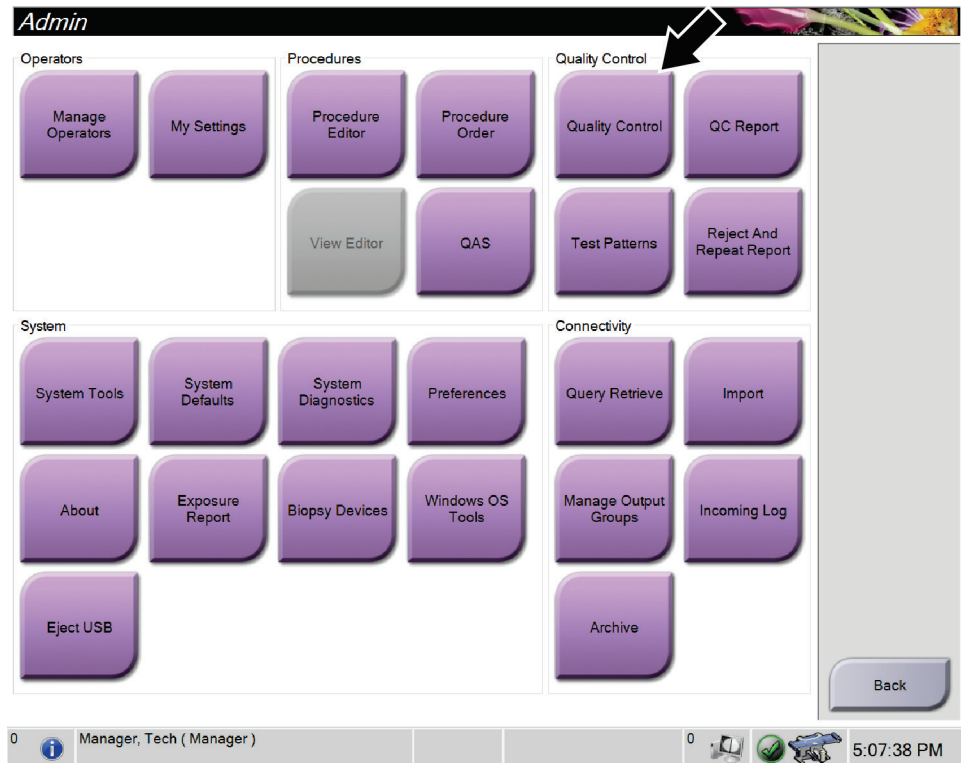 Admin
Operators
Manage
Operators
My Settings
Procedures
Procedure
Editor
Procedure
Order
View Editor
QAS
Quality Control
Quality Control
QC Report
Test Patterns
Reject And
Repeat Report
System
System Tools
System
Defaults
System
Diagnostics
Preferences
About
Exposure
Report
Biopsy Devices
Windows OS
Tools
Eject USB
Connectivity
Query Retrieve
Import
Manage Output
Groups
Incoming Log
Archive
Back
0
Manager, Tech ( Manager )
0
5:07:38 PM